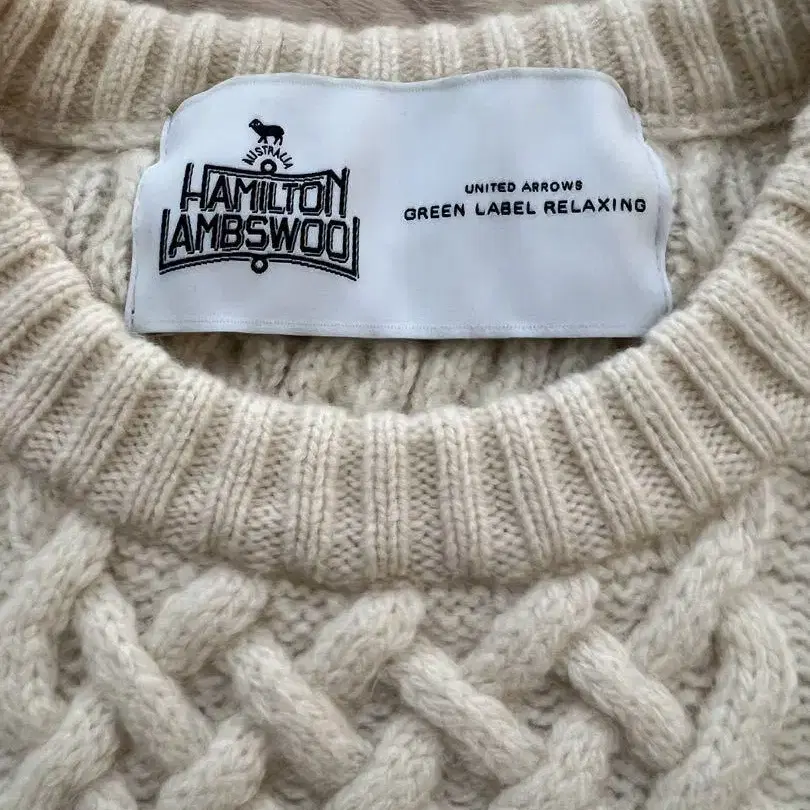 AUSTRALIA
HAMILTON
LAMBSWOOL
UNITED ARROWS
GREEN LABEL RELAXING